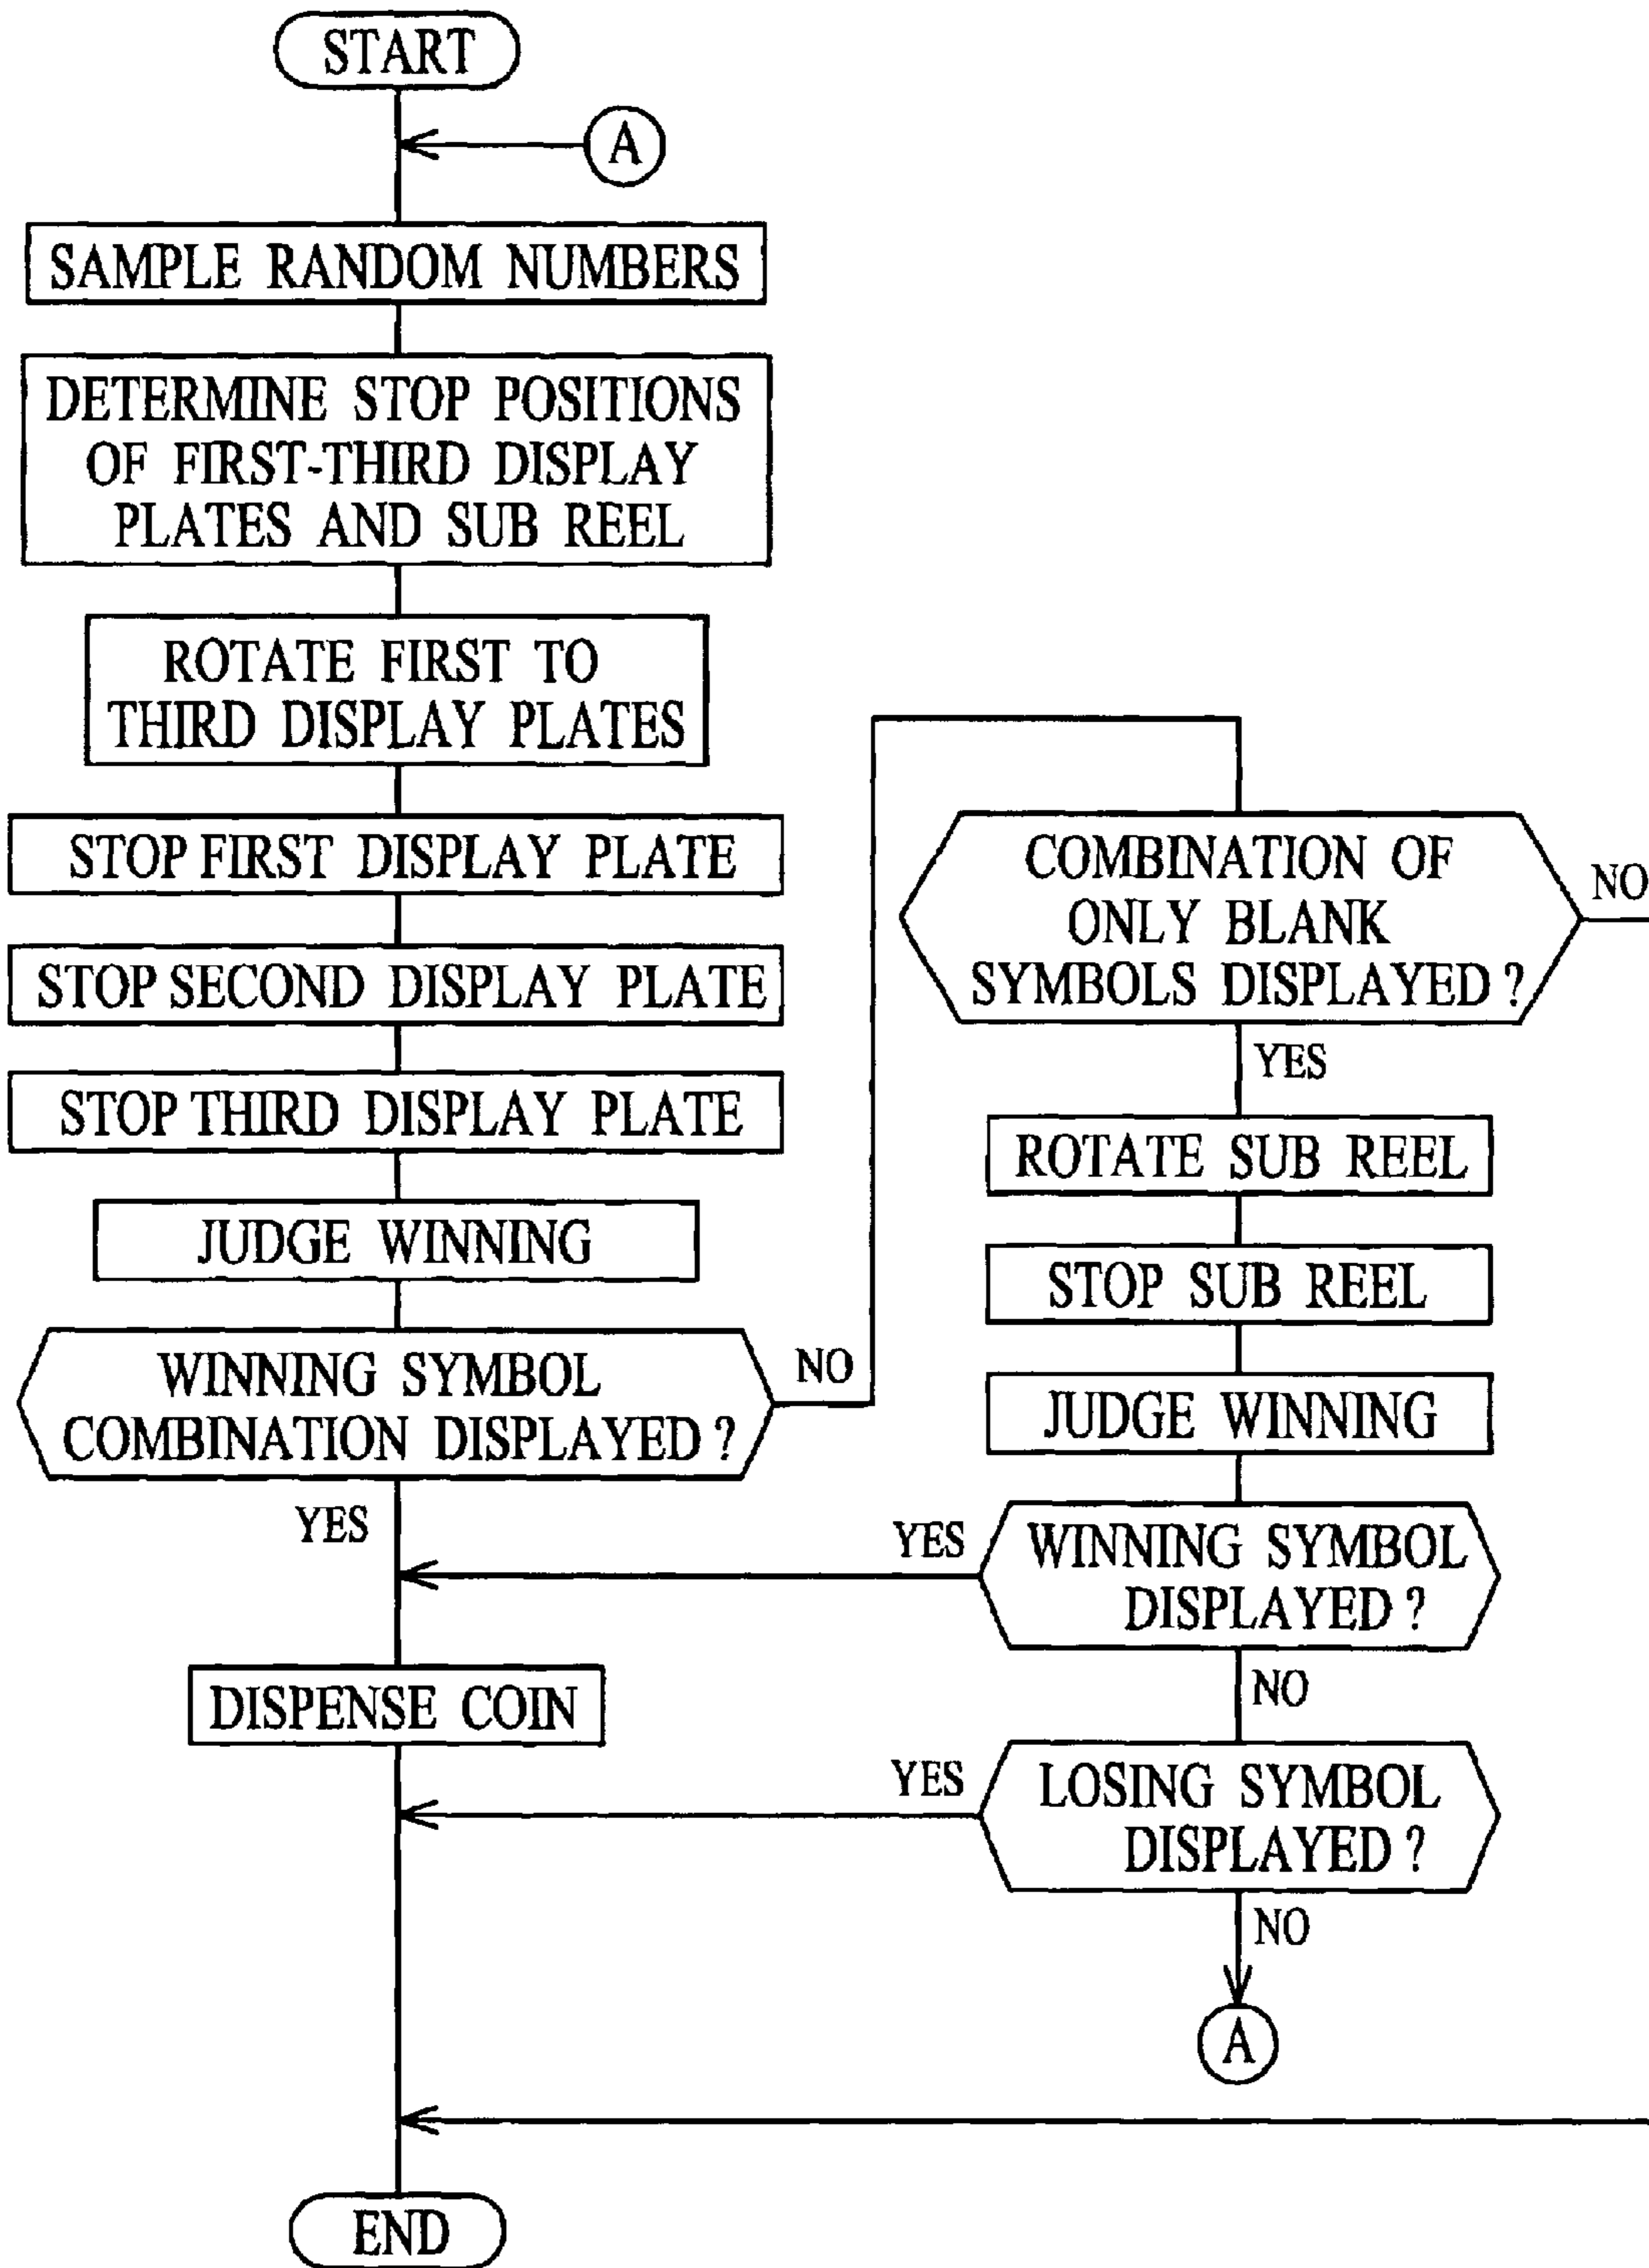 START
A
SAMPLE RANDOM NUMBERS
DETERMINE STOP POSITIONS
OF FIRST-THIRD DISPLAY
PLATES AND SUB REEL
ROTATE FIRST TO
THIRD DISPLAY PLATES
STOP FIRST DISPLAY PLATE
STOP SECOND DISPLAY PLATE
STOP THIRD DISPLAY PLATE
JUDGE WINNING
WINNING SYMBOL
COMBINATION DISPLAYED ?
NO
YES
DISPENSE COIN
END
COMBINATION OF
ONLY BLANK
SYMBOLS DISPLAYED ?
NO
YES
ROTATE SUB REEL
STOP SUB REEL
JUDGE WINNING
WINNING SYMBOL
DISPLAYED ?
YES
NO
LOSING SYMBOL
DISPLAYED ?
YES
NO
A